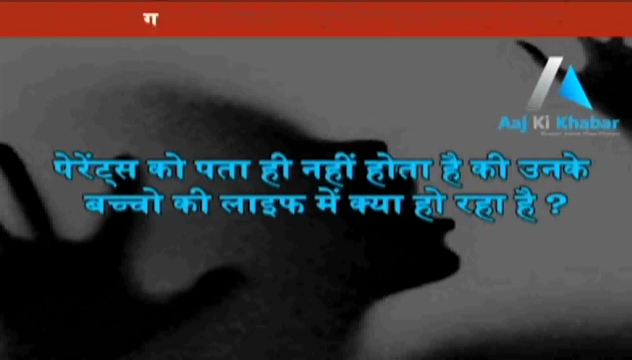 ग
Aaj Ki Khabar
पेरेंट्स को पता ही नहीं होता है की उनके
बच्चो की लाइफ में क्या हो रहा है ?